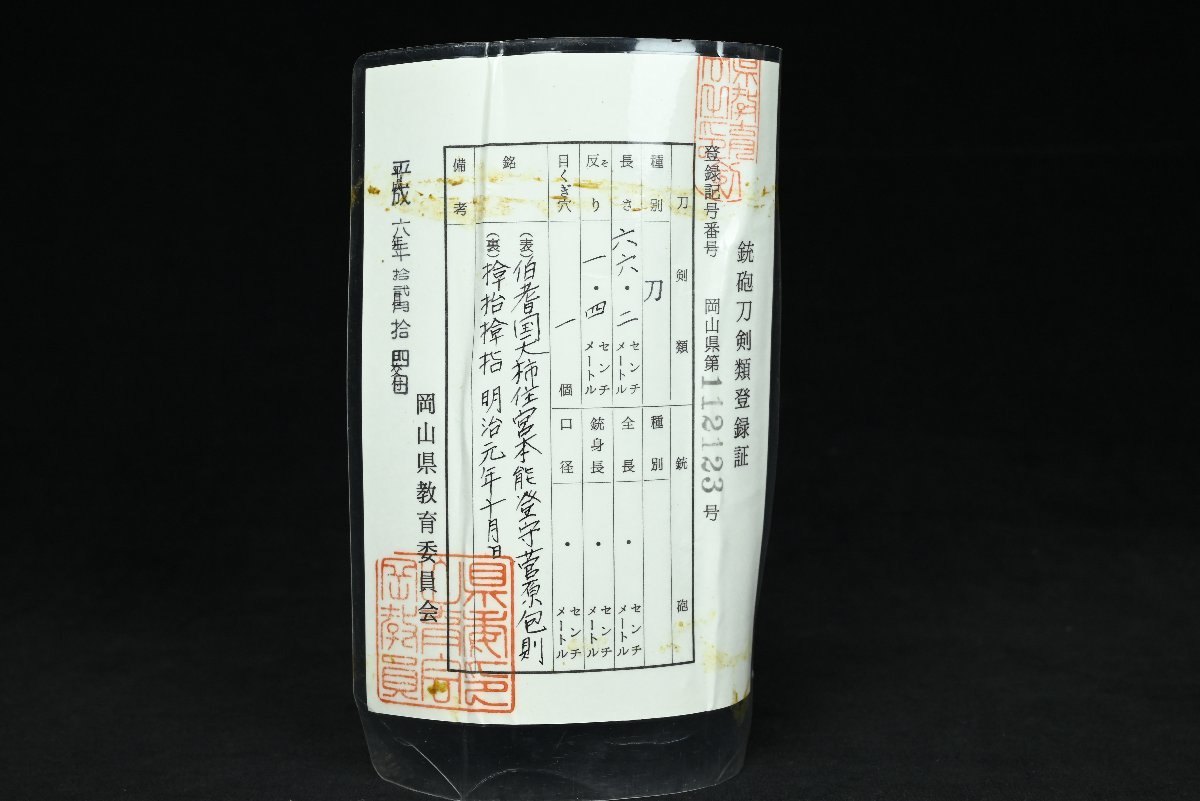 銃砲刀剣類登録証
登録記号番号 岡山県第112123号
刀剣類 銃砲
種別 刀 種別
長さ 六六・二 センチメートル 全長 ・ センチメートル
反り そ 一・四 センチメートル 銃身長 ・ センチメートル
目くぎ穴 一 個 口径 ・ センチメートル
銘 (表)伯耆国大柿住宮本能登守菅原包則
(裏) 明治元年十月日
備考
平成六年拾弐月拾四日交付
岡山県教育委員会